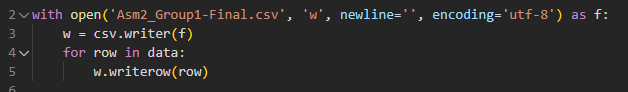 2 with open('Asm2_Group1-Final.csv', 'w', newline='', encoding='utf-8') as f:
3     w = csv.writer(f)
4     for row in data:
5         w.writerow(row)